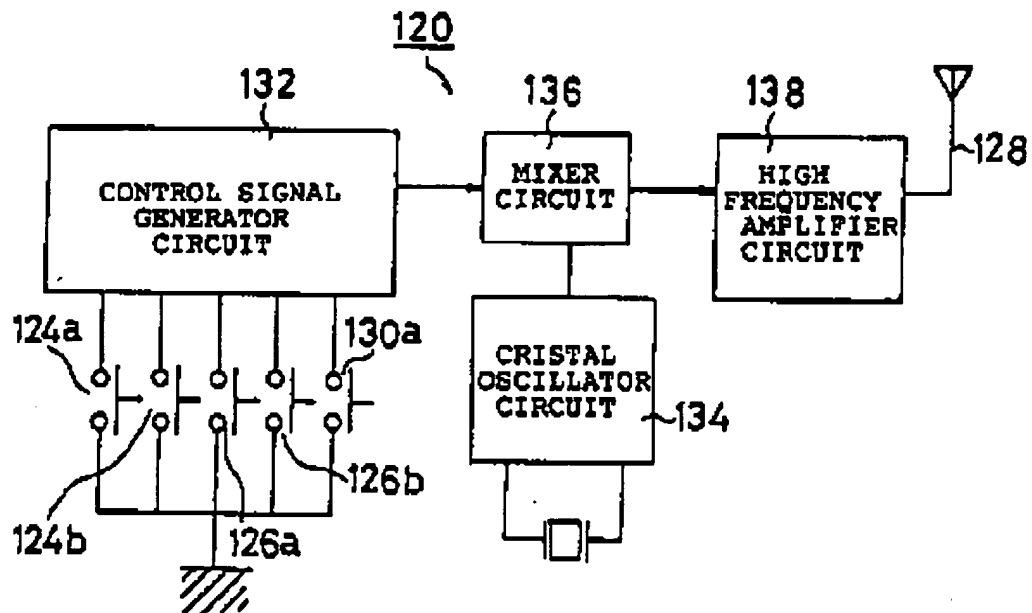 120
132
136
138
128
CONTROL SIGNAL
GENERATOR
CIRCUIT
MIXER
CIRCUIT
HIGH
FREQUENCY
AMPLIFIER
CIRCUIT
124a
130a
CRISTAL
OSCILLATOR
CIRCUIT
134
124b
126a
126b